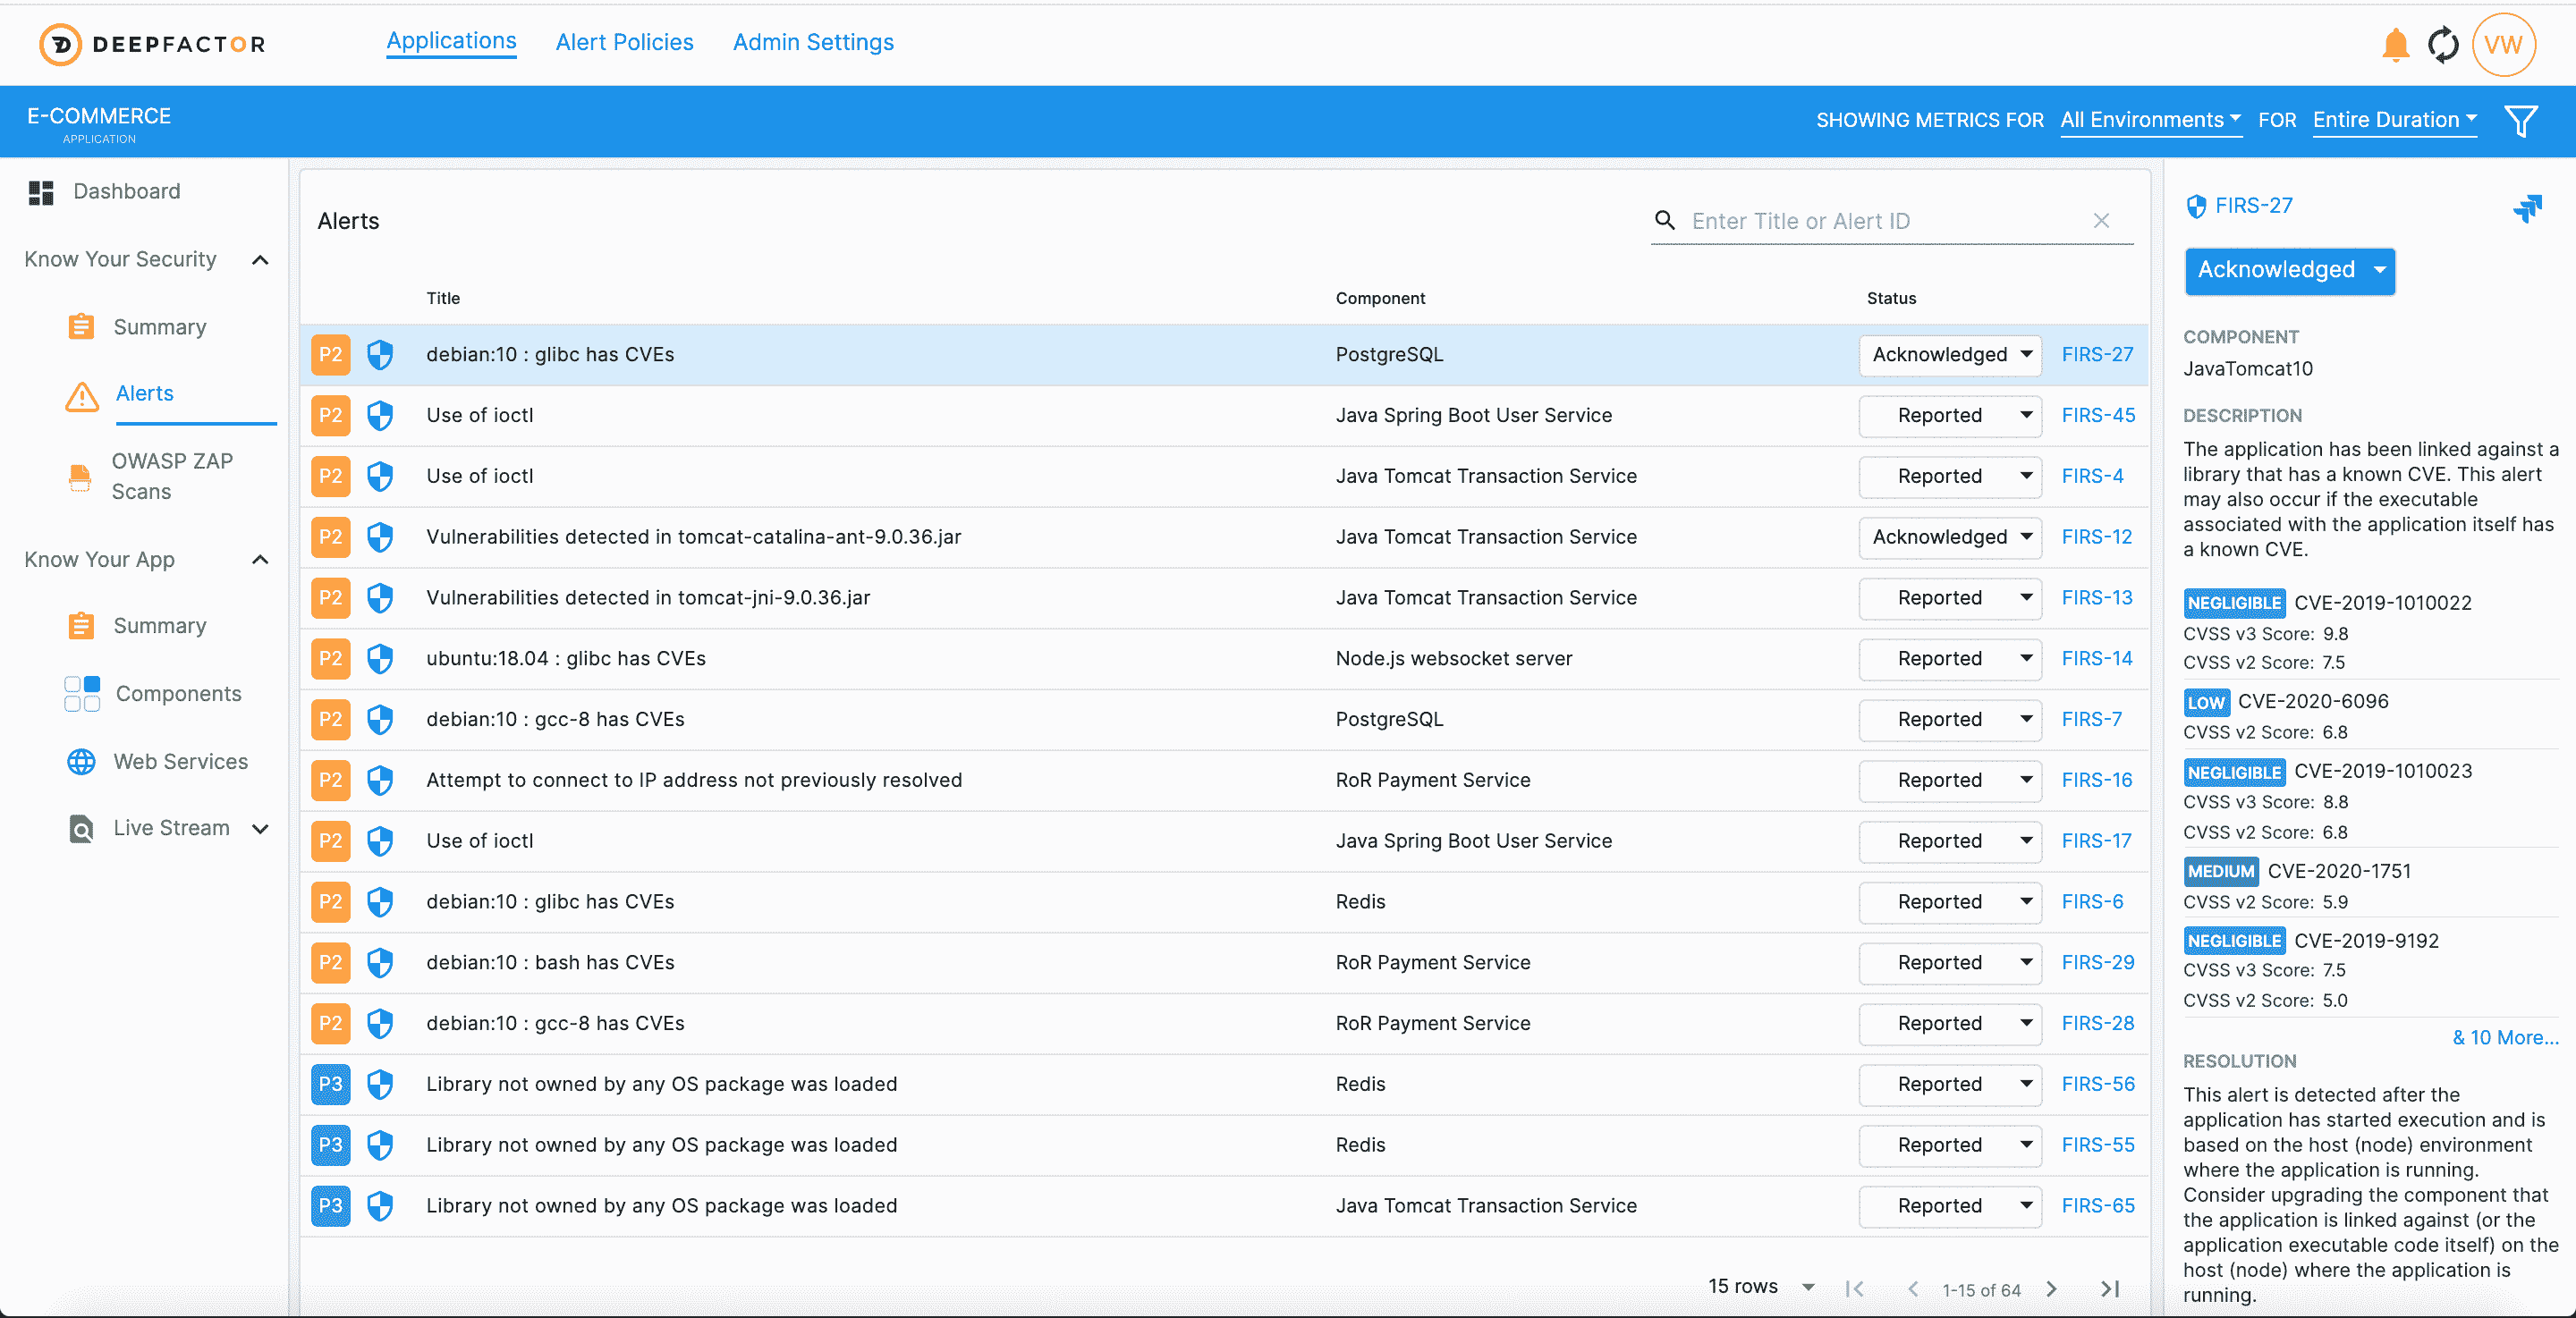 DEEPFACTOR
Applications
Alert Policies
Admin Settings
VW
E-COMMERCE
APPLICATION
SHOWING METRICS FOR All Environments FOR Entire Duration
Dashboard
Know Your Security
Summary
Alerts
OWASP ZAP
Scans
Know Your App
Summary
Components
Web Services
Live Stream
Alerts
Enter Title or Alert ID
Title Component Status
P2 debian:10 : glibc has CVEs PostgreSQL Acknowledged FIRS-27
P2 Use of ioctl Java Spring Boot User Service Reported FIRS-45
P2 Use of ioctl Java Tomcat Transaction Service Reported FIRS-4
P2 Vulnerabilities detected in tomcat-catalina-ant-9.0.36.jar Java Tomcat Transaction Service Acknowledged FIRS-12
P2 Vulnerabilities detected in tomcat-jni-9.0.36.jar Java Tomcat Transaction Service Reported FIRS-13
P2 ubuntu:18.04 : glibc has CVEs Node.js websocket server Reported FIRS-14
P2 debian:10 : gcc-8 has CVEs PostgreSQL Reported FIRS-7
P2 Attempt to connect to IP address not previously resolved RoR Payment Service Reported FIRS-16
P2 Use of ioctl Java Spring Boot User Service Reported FIRS-17
P2 debian:10 : glibc has CVEs Redis Reported FIRS-6
P2 debian:10 : bash has CVEs RoR Payment Service Reported FIRS-29
P2 debian:10 : gcc-8 has CVEs RoR Payment Service Reported FIRS-28
P3 Library not owned by any OS package was loaded Redis Reported FIRS-56
P3 Library not owned by any OS package was loaded Redis Reported FIRS-55
P3 Library not owned by any OS package was loaded Java Tomcat Transaction Service Reported FIRS-65
15 rows 1-15 of 64
FIRS-27
Acknowledged
COMPONENT
JavaTomcat10
DESCRIPTION
The application has been linked against a
library that has a known CVE. This alert
may also occur if the executable
associated with the application itself has
a known CVE.
NEGLIGIBLE CVE-2019-1010022
CVSS v3 Score: 9.8
CVSS v2 Score: 7.5
LOW CVE-2020-6096
CVSS v2 Score: 6.8
NEGLIGIBLE CVE-2019-1010023
CVSS v3 Score: 8.8
CVSS v2 Score: 6.8
MEDIUM CVE-2020-1751
CVSS v2 Score: 5.9
NEGLIGIBLE CVE-2019-9192
CVSS v3 Score: 7.5
CVSS v2 Score: 5.0
& 10 More...
RESOLUTION
This alert is detected after the
application has started execution and is
based on the host (node) environment
where the application is running.
Consider upgrading the component that
the application is linked against (or the
application executable code itself) on the
host (node) where the application is
running.